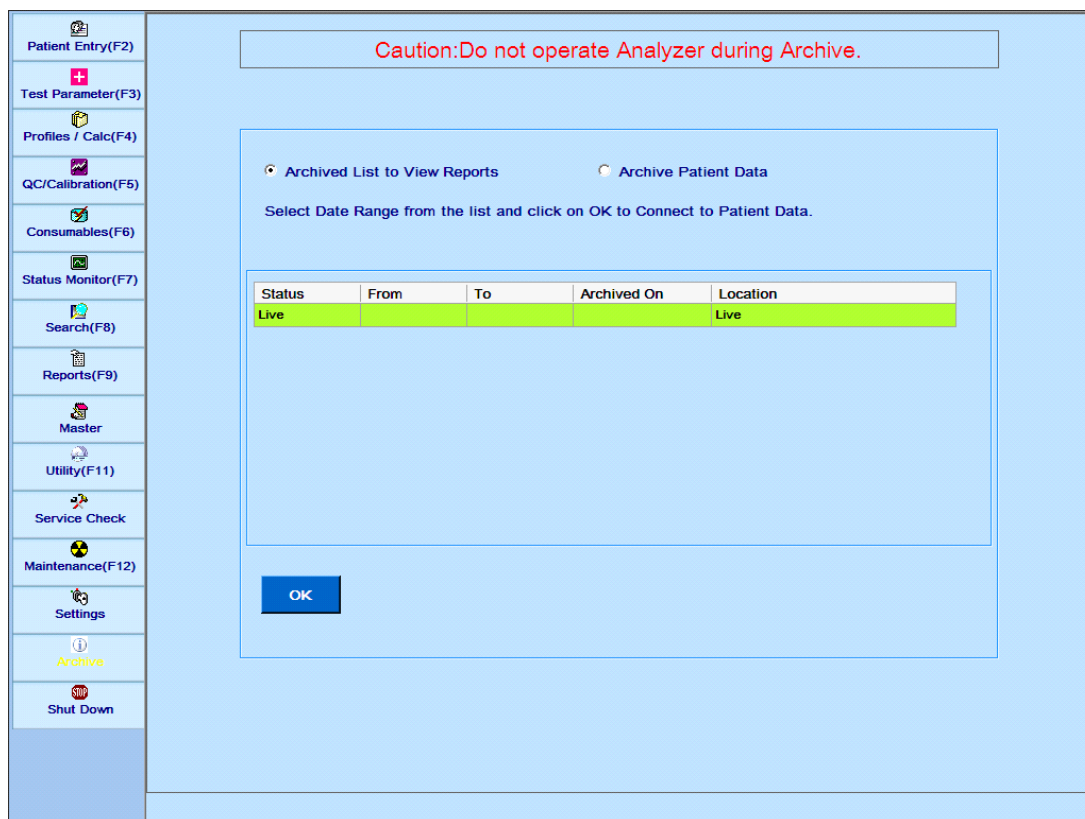 Patient Entry(F2)
Test Parameter(F3)
Profiles / Calc(F4)
QC/Calibration(F5)
Consumables(F6)
Status Monitor(F7)
Search(F8)
Reports(F9)
Master
Utility(F11)
Service Check
Maintenance(F12)
Settings
Archive
STOP
Shut Down
Caution:Do not operate Analyzer during Archive.
Archived List to View Reports Archive Patient Data
Select Date Range from the list and click on OK to Connect to Patient Data.
Status From To Archived On Location
Live Live
OK